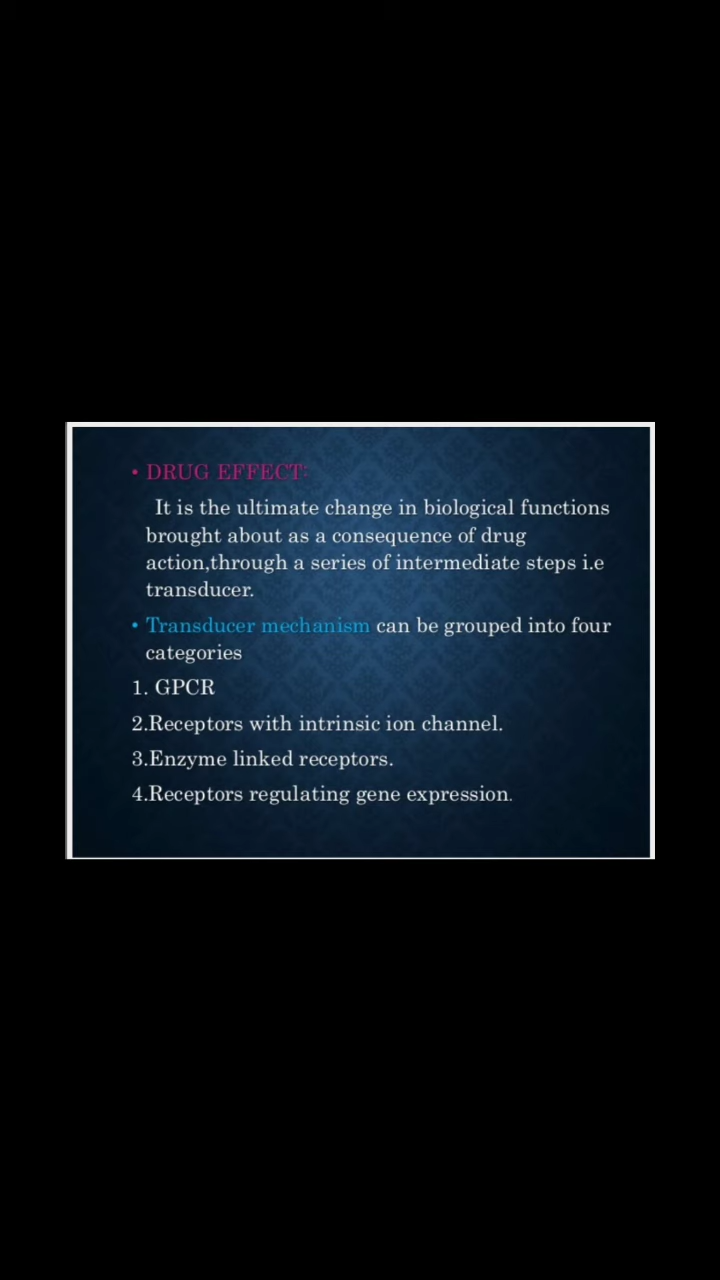 • DRUG EFFECT:
It is the ultimate change in biological functions
brought about as a consequence of drug
action,through a series of intermediate steps i.e
transducer.
• Transducer mechanism can be grouped into four
categories
1. GPCR
2.Receptors with intrinsic ion channel.
3.Enzyme linked receptors.
4.Receptors regulating gene expression.